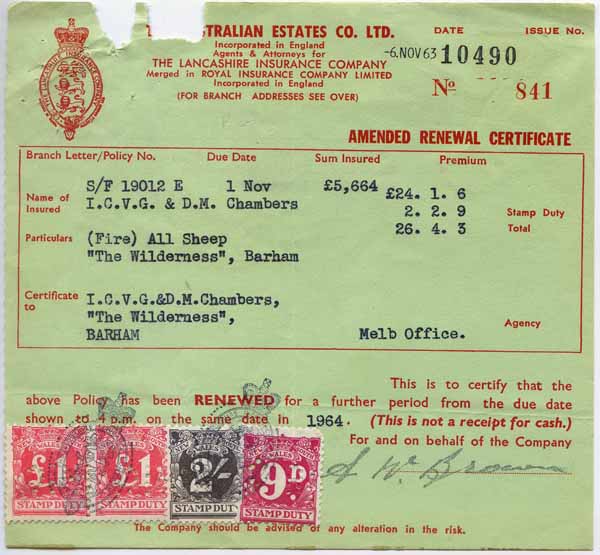 AUSTRALIAN ESTATES CO. LTD.
Incorporated in England
Agents & Attorneys for
THE LANCASHIRE INSURANCE COMPANY
Merged in ROYAL INSURANCE COMPANY LIMITED
Incorporated in England
(FOR BRANCH ADDRESSES SEE OVER)
DATE ISSUE No.
-6.NOV63 10490
No 841
AMENDED RENEWAL CERTIFICATE
Branch Letter/Policy No. Due Date Sum Insured Premium
S/F 19012 E 1 Nov £5,664 £24. 1. 6
Name of Insured I.C.V.G. & D.M. Chambers
2. 2. 9 Stamp Duty
26. 4. 3 Total
Particulars (Fire) All Sheep
"The Wilderness", Barham
Certificate to I.C.V.G.&D.M.Chambers,
"The Wilderness",
BARHAM Melb Office. Agency
This is to certify that the
above Policy has been RENEWED for a further period from the due date
shown to 4 p.m. on the same date in 1964. (This is not a receipt for cash.)
For and on behalf of the Company
£1 STAMP DUTY
£1 STAMP DUTY
2/- STAMP DUTY
9D STAMP DUTY
The Company should be advised of any alteration in the risk.